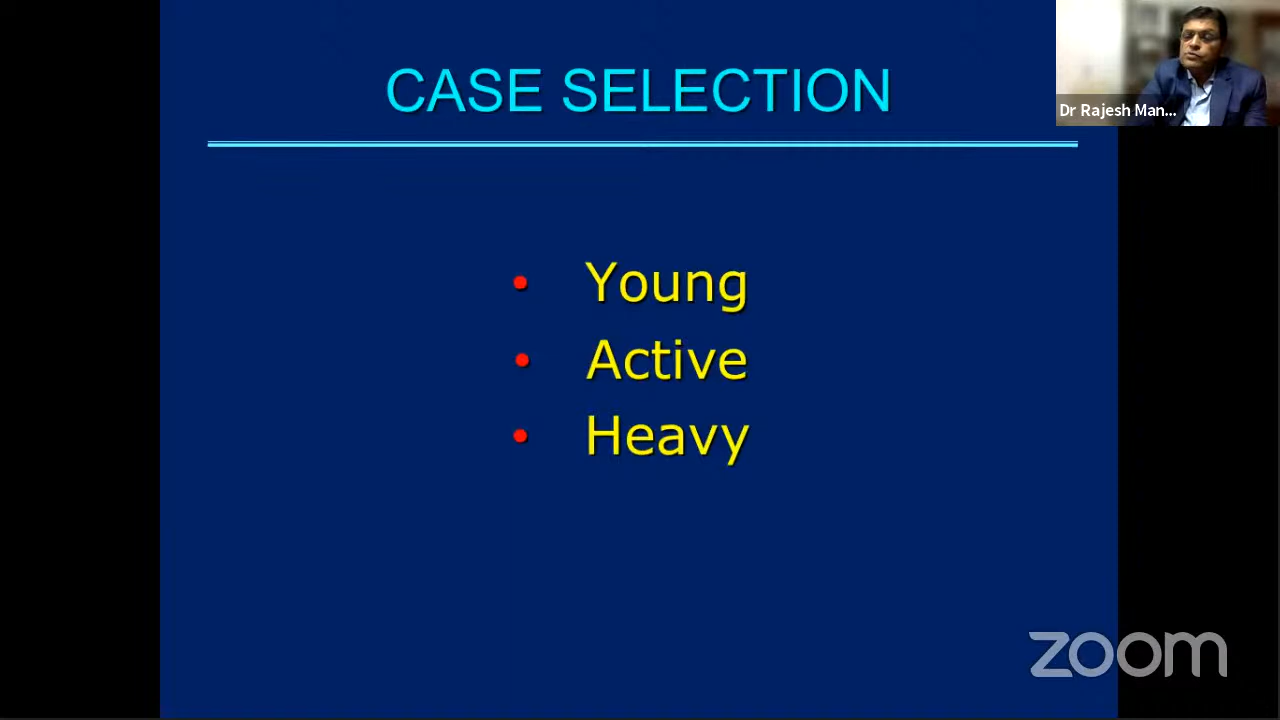 CASE SELECTION
Dr Rajesh Man...
• Young
• Active
• Heavy
zoom